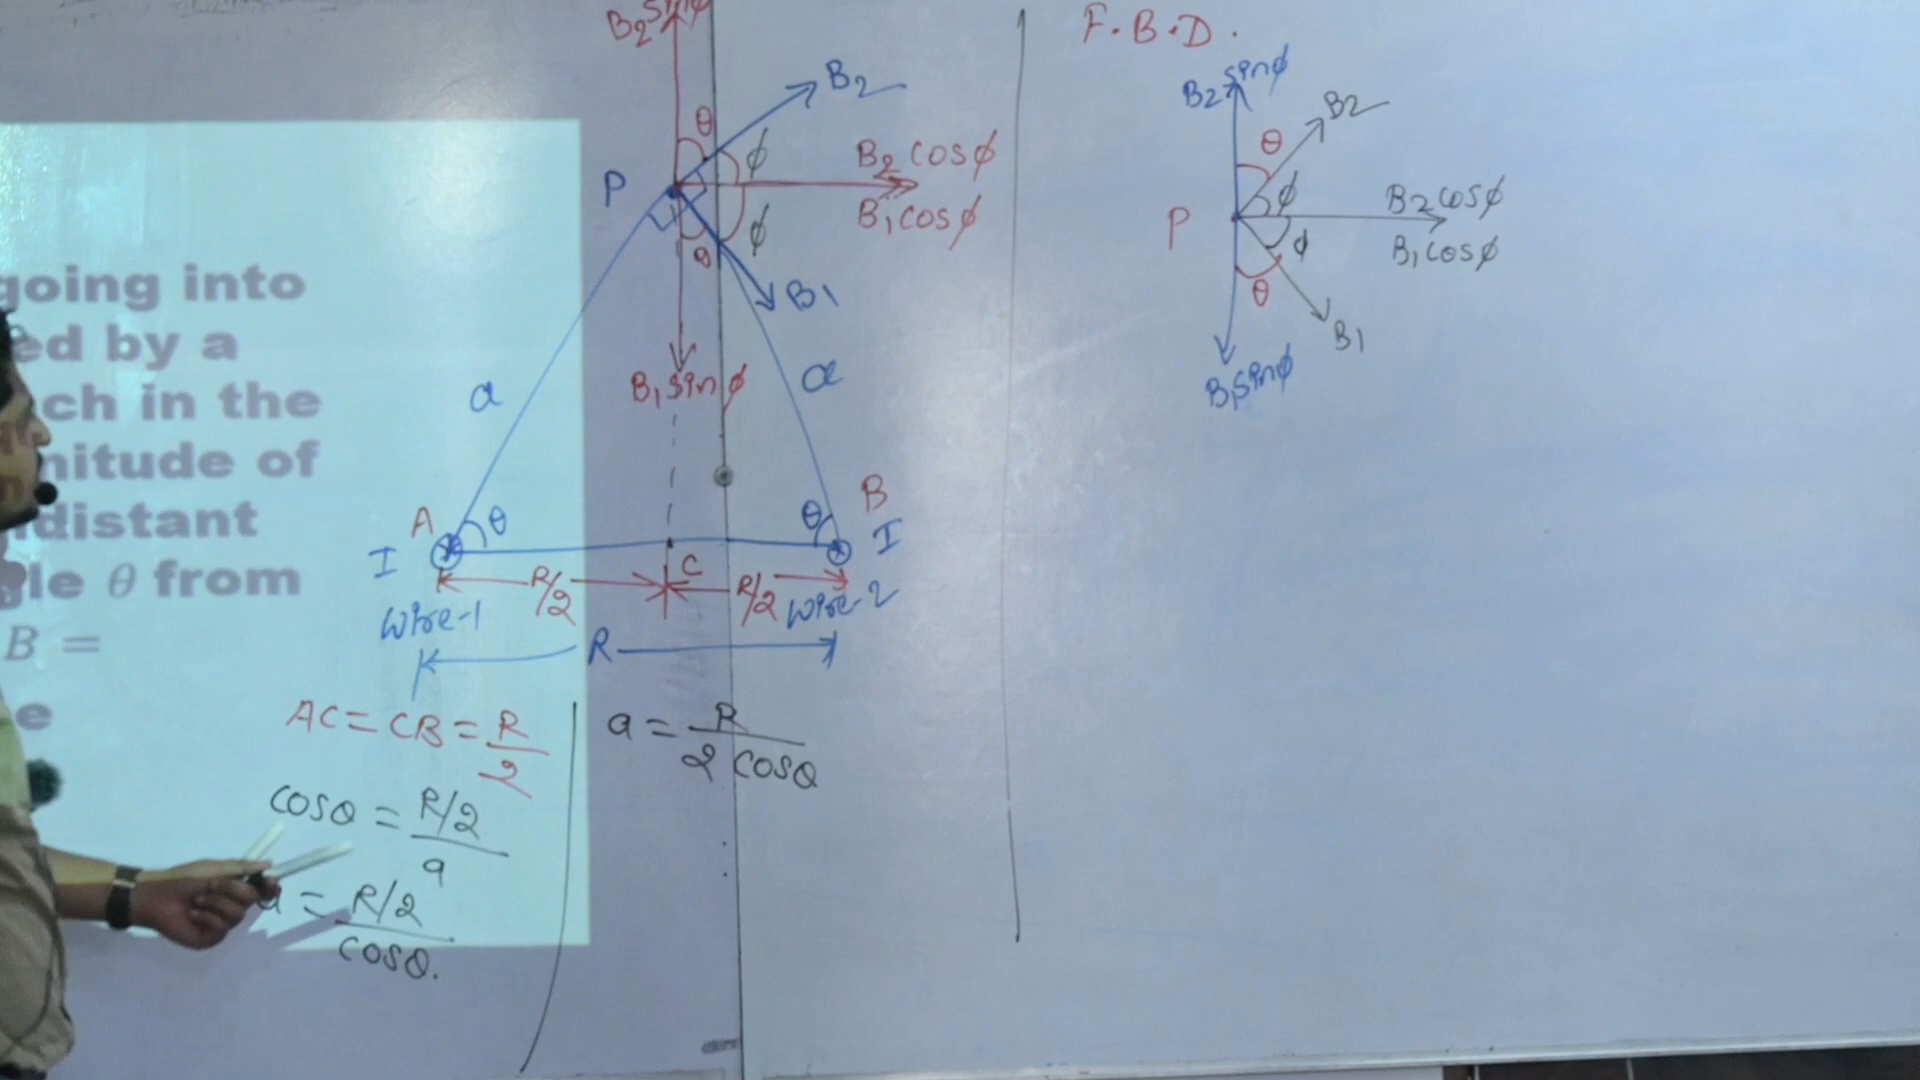 going into
ed by a
ach in the
nitude of
distant
gle θ from
B =
e
B2 sinϕ
θ
B2
ϕ
B2 cosϕ
P
B1 cosϕ
ϕ
θ
B1
B1 sinϕ
a
a
A
θ
θ
B
I
I
C
R/2
R/2
wire-1
wire-2
R
AC = CB = R/2
cosθ = (R/2)/a
a = (R/2)/cosθ.
a = R/(2 cosθ)
F.B.D.
B2 sinϕ
B2
θ
ϕ
B2 cosϕ
P
ϕ
B1 cosϕ
θ
B1
B1 sinϕ